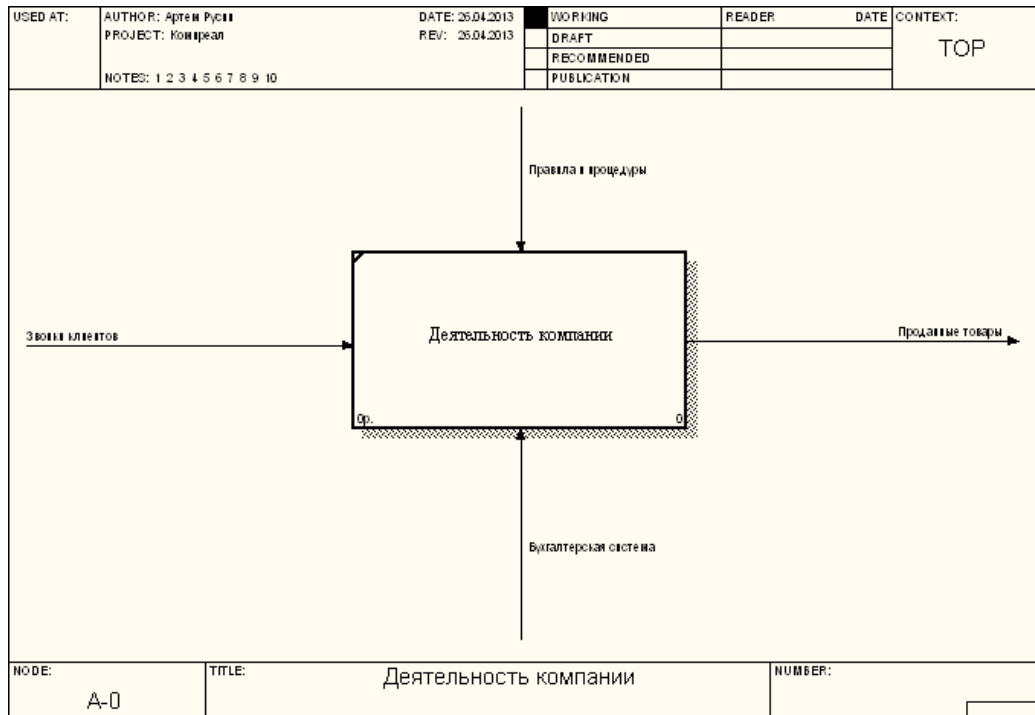 USED AT:
AUTHOR: Артем Русин
DATE: 26.04.2013
WORKING
READER
DATE
CONTEXT:
PROJECT: Компреал
REV: 26.04.2013
DRAFT
TOP
RECOMMENDED
NOTES: 1 2 3 4 5 6 7 8 9 10
PUBLICATION
Правила и процедуры
Звонки клиентов
Деятельность компании
Проданные товары
0р.
0
Бухгалтерская система
NODE:
TITLE:
Деятельность компании
NUMBER:
A-0